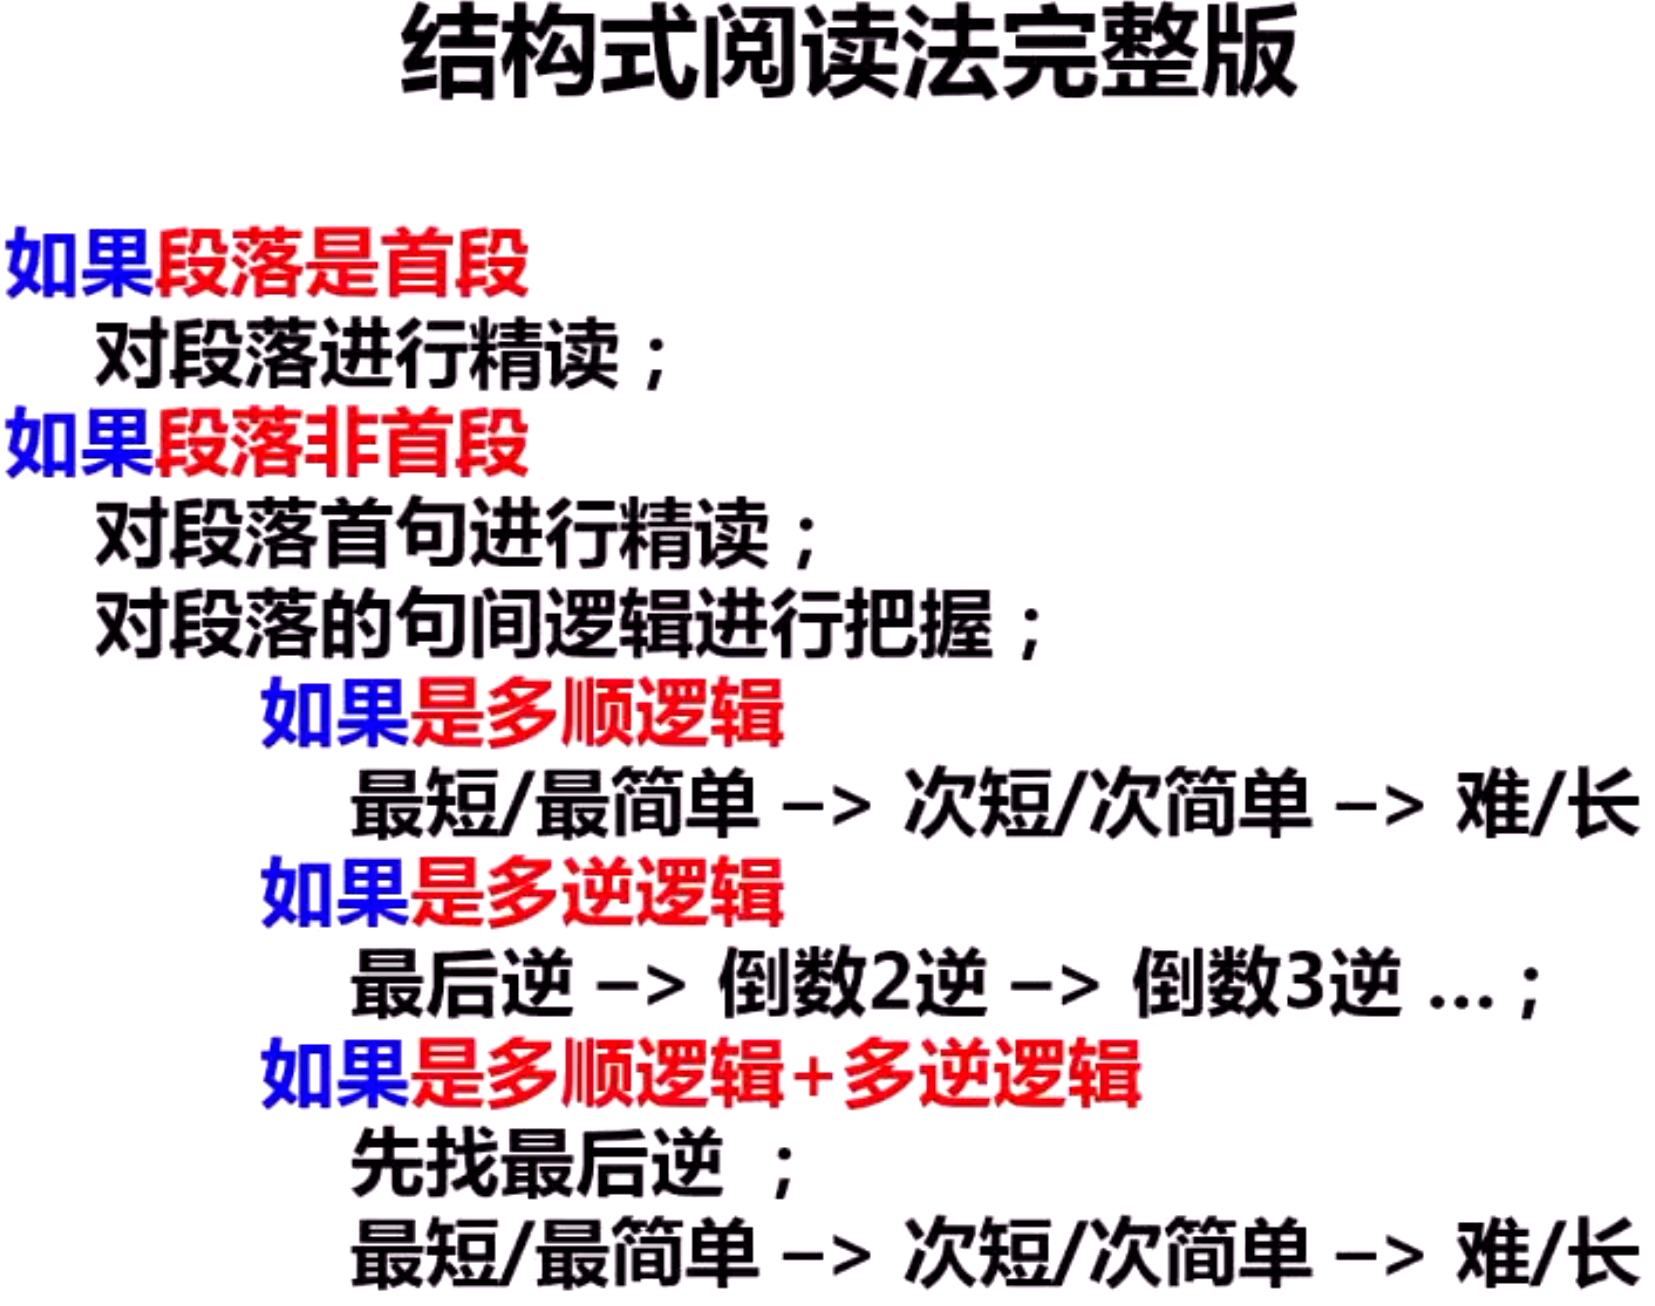 结构式阅读法完整版
如果段落是首段
对段落进行精读；
如果段落非首段
对段落首句进行精读；
对段落的句间逻辑进行把握；
如果是多顺逻辑
最短/最简单 –> 次短/次简单 –> 难/长
如果是多逆逻辑
最后逆 –> 倒数2逆 –> 倒数3逆 ...；
如果是多顺逻辑+多逆逻辑
先找最后逆 ；
最短/最简单 –> 次短/次简单 –> 难/长